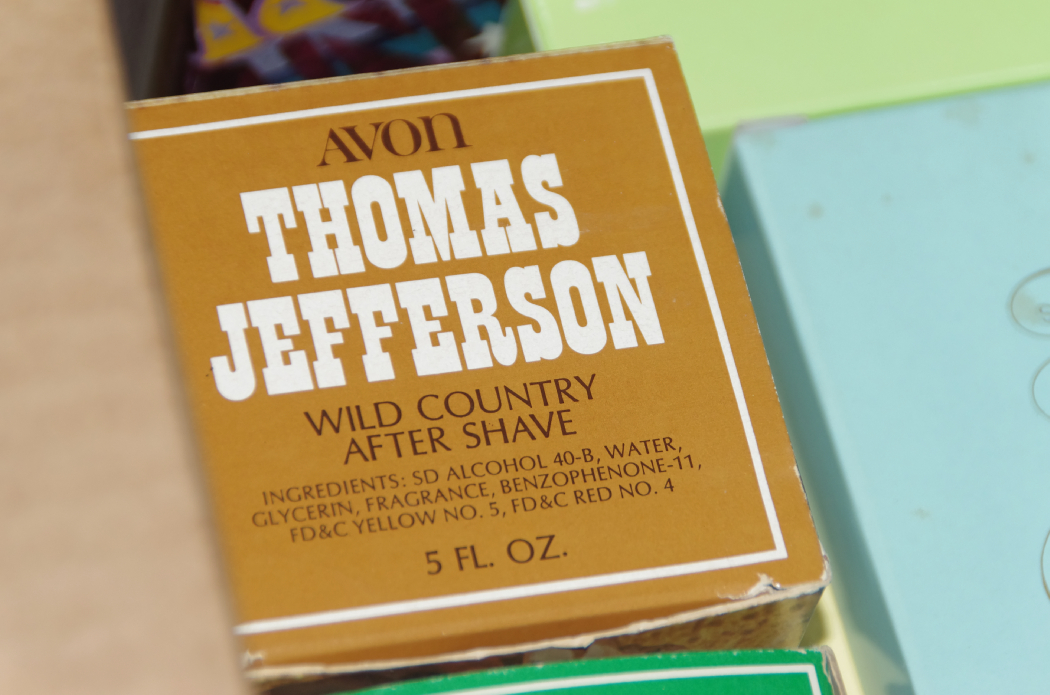 AVON
THOMAS
JEFFERSON
WILD COUNTRY
AFTER SHAVE
INGREDIENTS: SD ALCOHOL 40-B, WATER,
GLYCERIN, FRAGRANCE, BENZOPHENONE-11,
FD&C YELLOW NO. 5, FD&C RED NO. 4
5 FL. OZ.